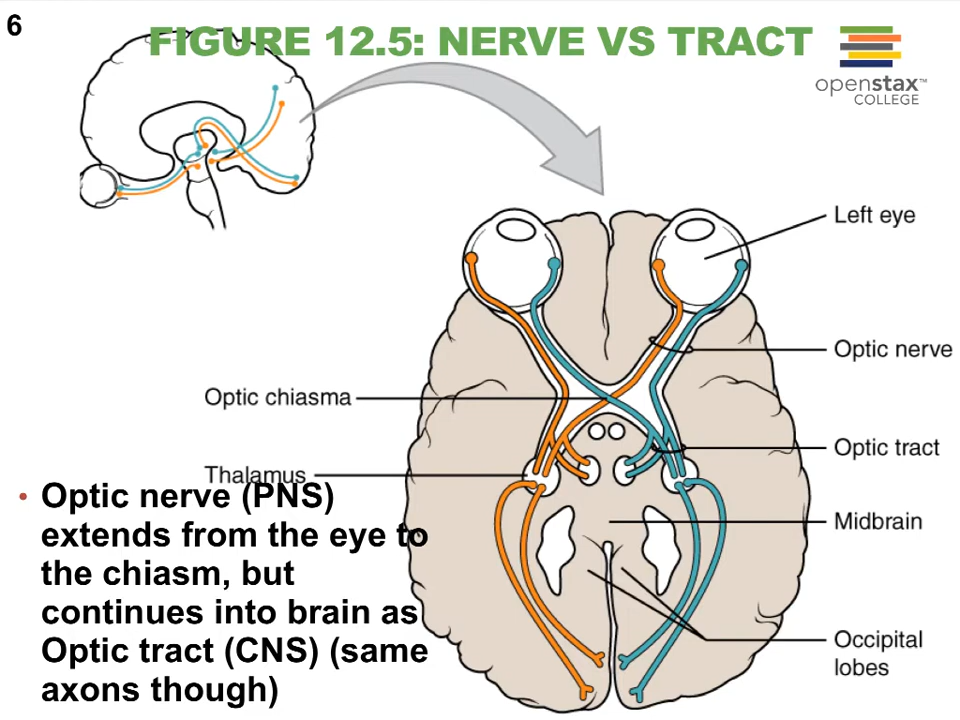 6
FIGURE 12.5: NERVE VS TRACT
openstax™
COLLEGE
Left eye
Optic nerve
Optic chiasma
Optic tract
Thalamus
• Optic nerve (PNS)
extends from the eye to
the chiasm, but
continues into brain as
Optic tract (CNS) (same
axons though)
Midbrain
Occipital
lobes